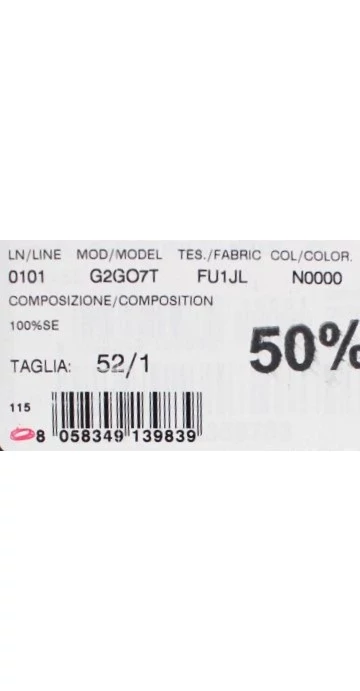 LN/LINE MOD/MODEL TES./FABRIC COL/COLOR.
0101 G2GO7T FU1JL N0000
COMPOSIZIONE/COMPOSITION
100%SE
50%
TAGLIA: 52/1
115
8 058349 139839